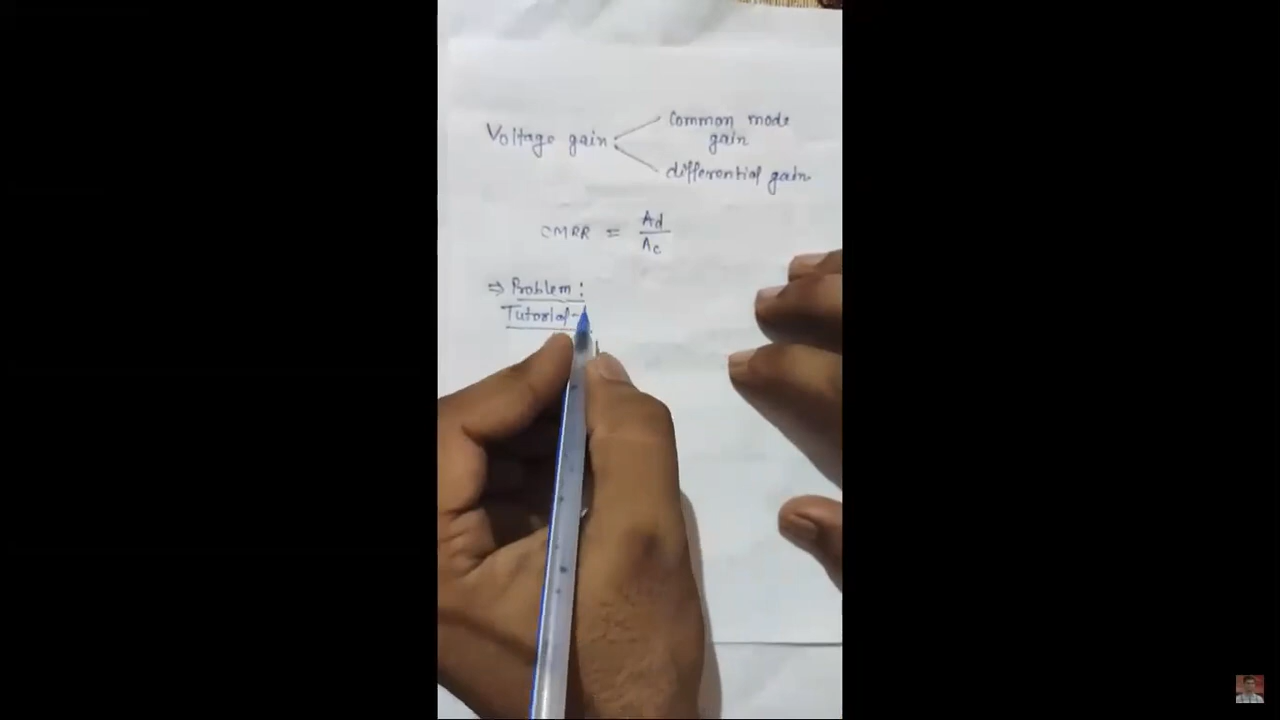 Voltage gain
Common mode
gain
differential gain
CMRR = Ad
Ac
⇒ Problem :
Tutorial-